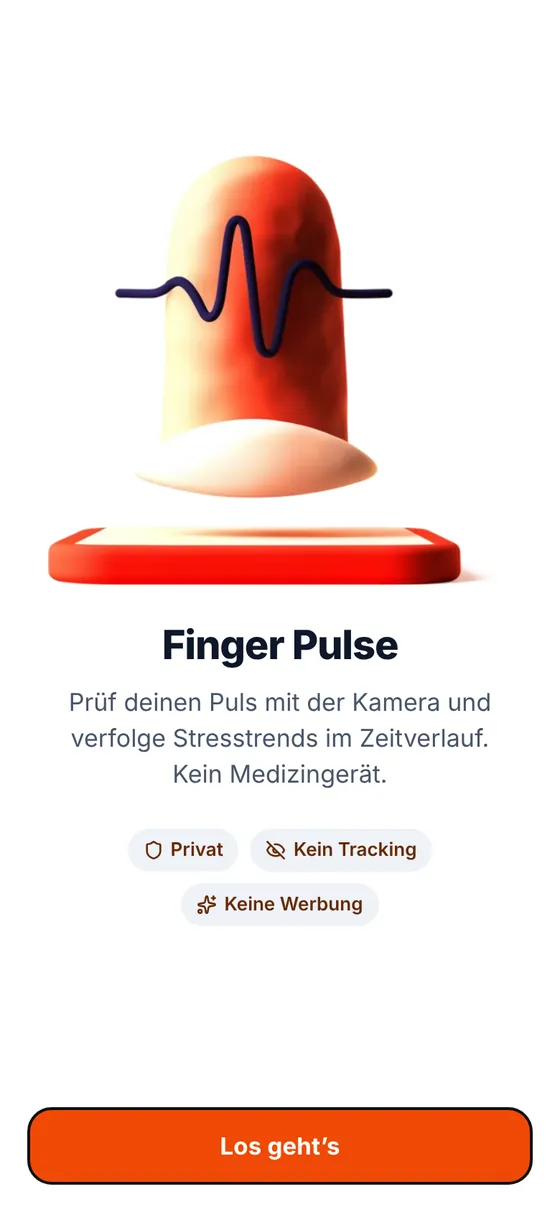 Finger Pulse
Prüf deinen Puls mit der Kamera und
verfolge Stresstrends im Zeitverlauf.
Kein Medizingerät.
Privat
Kein Tracking
Keine Werbung
Los geht’s